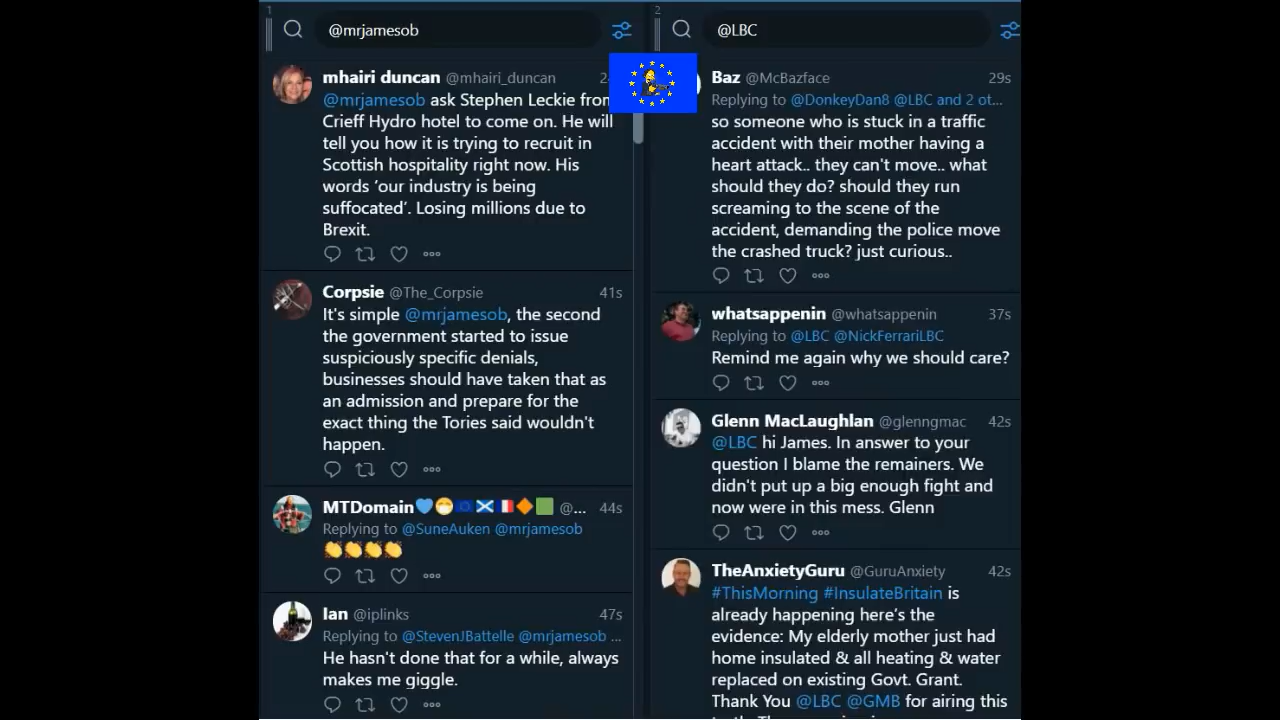 1
@mrjamesob
mhairi duncan @mhairi_duncan
@mrjamesob ask Stephen Leckie from
Crieff Hydro hotel to come on. He will
tell you how it is trying to recruit in
Scottish hospitality right now. His
words ‘our industry is being
suffocated’. Losing millions due to
Brexit.
Corpsie @The_Corpsie 41s
It's simple @mrjamesob, the second
the government started to issue
suspiciously specific denials,
businesses should have taken that as
an admission and prepare for the
exact thing the Tories said wouldn't
happen.
MTDomain @... 44s
Replying to @SuneAuken @mrjamesob
Ian @iplinks 47s
Replying to @StevenJBattelle @mrjamesob ...
He hasn't done that for a while, always
makes me giggle.
2
@LBC
Baz @McBazface 29s
Replying to @DonkeyDan8 @LBC and 2 ot...
so someone who is stuck in a traffic
accident with their mother having a
heart attack.. they can't move.. what
should they do? should they run
screaming to the scene of the
accident, demanding the police move
the crashed truck? just curious..
whatsappenin @whatsappenin 37s
Replying to @LBC @NickFerrariLBC
Remind me again why we should care?
Glenn MacLaughlan @glenngmac 42s
@LBC hi James. In answer to your
question I blame the remainers. We
didn't put up a big enough fight and
now were in this mess. Glenn
TheAnxietyGuru @GuruAnxiety 42s
#ThisMorning #InsulateBritain is
already happening here's the
evidence: My elderly mother just had
home insulated & all heating & water
replaced on existing Govt. Grant.
Thank You @LBC @GMB for airing this